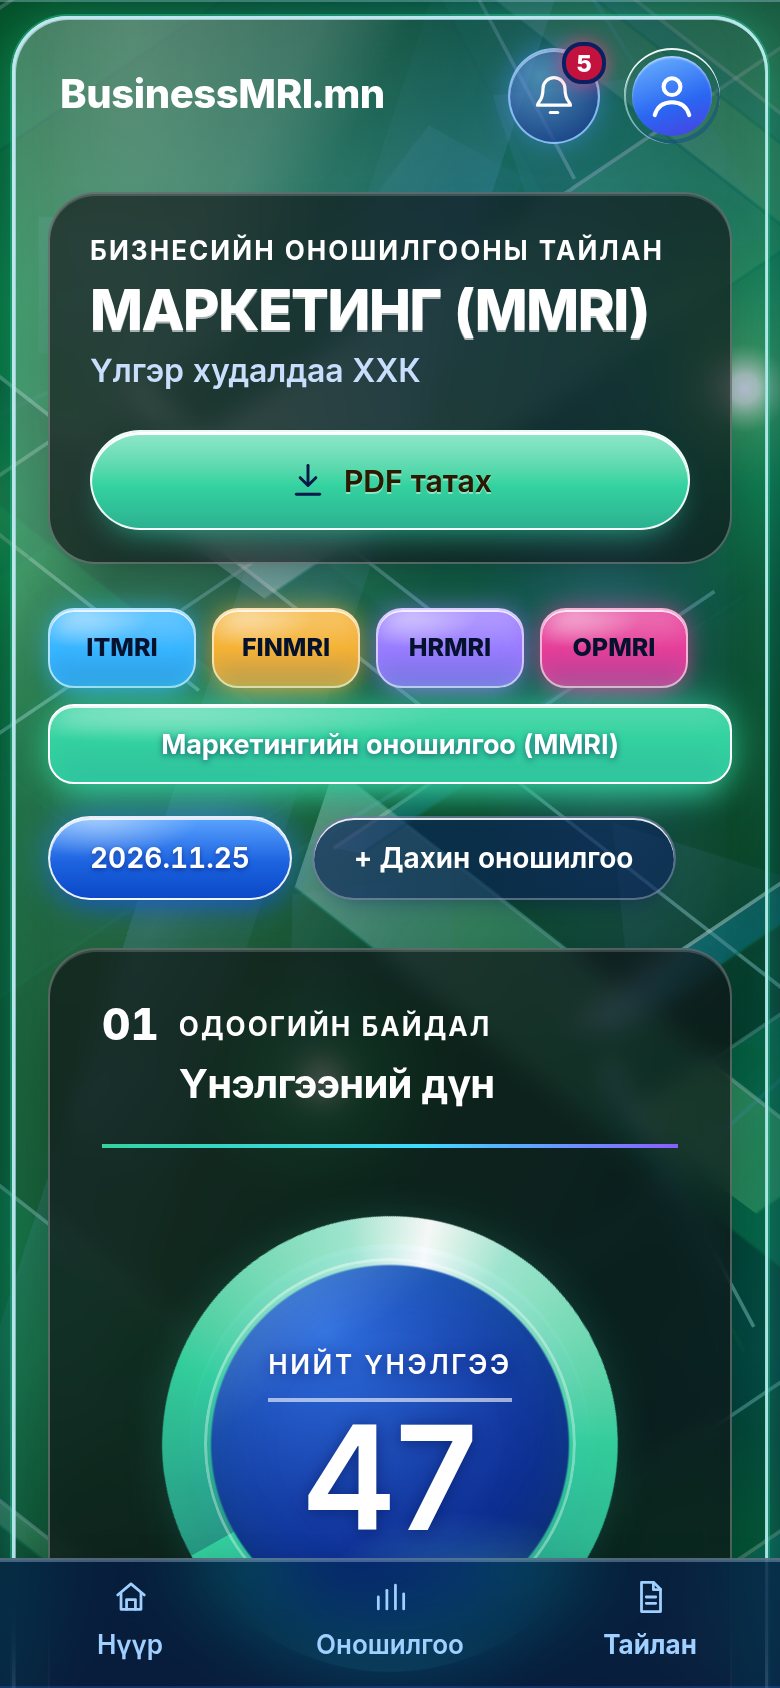 BusinessMRI.mn
5
БИЗНЕСИЙН ОНОШИЛГООНЫ ТАЙЛАН
МАРКЕТИНГ (MMRI)
Үлгэр худалдаа ХХК
PDF татах
ITMRI
FINMRI
HRMRI
OPMRI
Маркетингийн оношилгоо (MMRI)
2026.11.25
+ Дахин оношилгоо
01 ОДООГИЙН БАЙДАЛ
Үнэлгээний дүн
НИЙТ ҮНЭЛГЭЭ
47
Нүүр
Оношилгоо
Тайлан